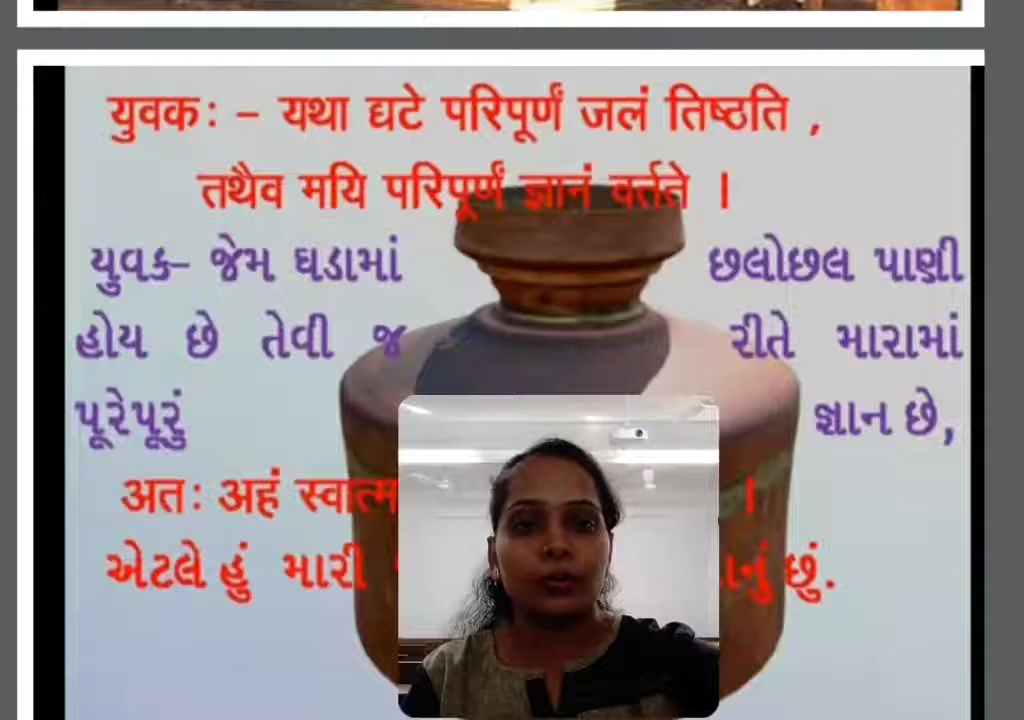 युवकः – यथा घटे परिपूर्णं जलं तिष्ठति ,
तथैव मयि परिपूर्णं ज्ञानं वर्तते ।
યુવક– જેમ ઘડામાં છલોછલ પાણી
હોય છે તેવી જ રીતે મારામાં
પૂરેપૂરું જ્ઞાન છે,
अतः अहं ।
એટલે હું મારી છું.